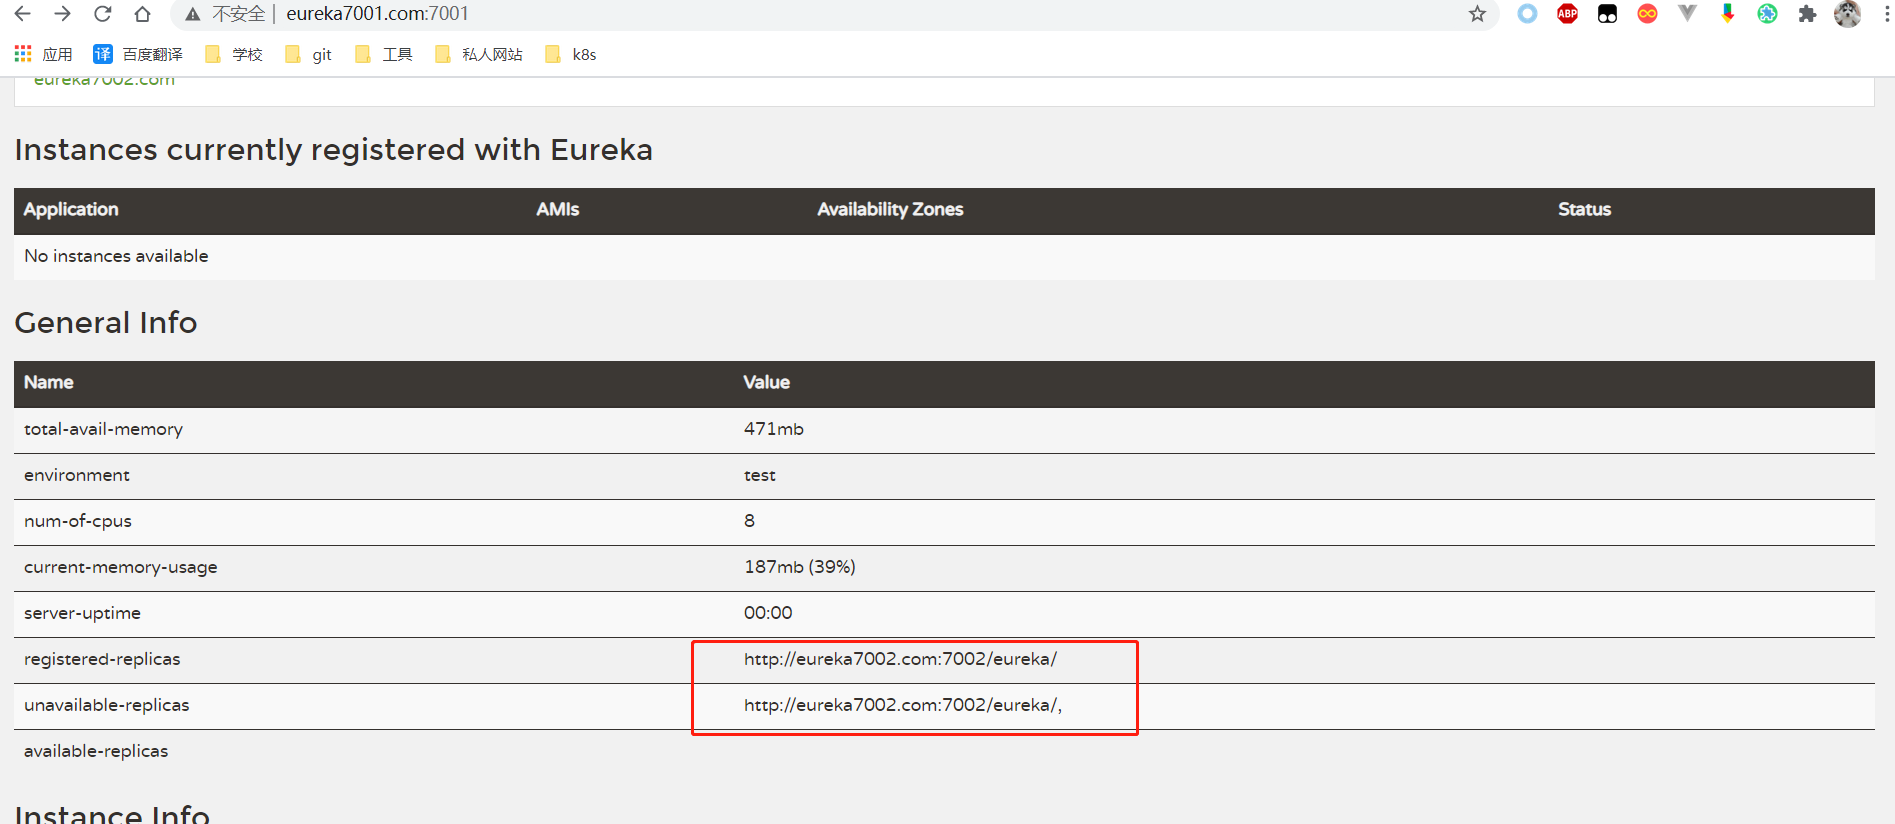 不安全 | eureka7001.com:7001
ABP
应用 译 百度翻译 学校 git 工具 私人网站 k8s
eureka7002.com
Instances currently registered with Eureka
Application AMIs Availability Zones Status
No instances available
General Info
Name Value
total-avail-memory 471mb
environment test
num-of-cpus 8
current-memory-usage 187mb (39%)
server-uptime 00:00
registered-replicas http://eureka7002.com:7002/eureka/
unavailable-replicas http://eureka7002.com:7002/eureka/,
available-replicas
Instance Info